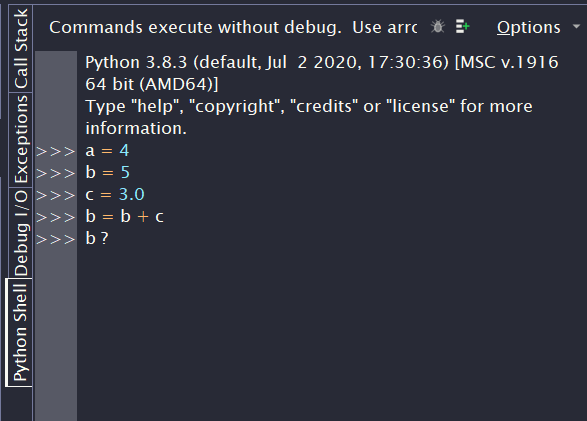 Commands execute without debug.  Use arrc
Options
Call Stack
Exceptions
Debug I/O
Python Shell
Python 3.8.3 (default, Jul  2 2020, 17:30:36) [MSC v.1916
64 bit (AMD64)]
Type "help", "copyright", "credits" or "license" for more
information.
>>> a = 4
>>> b = 5
>>> c = 3.0
>>> b = b + c
>>> b ?